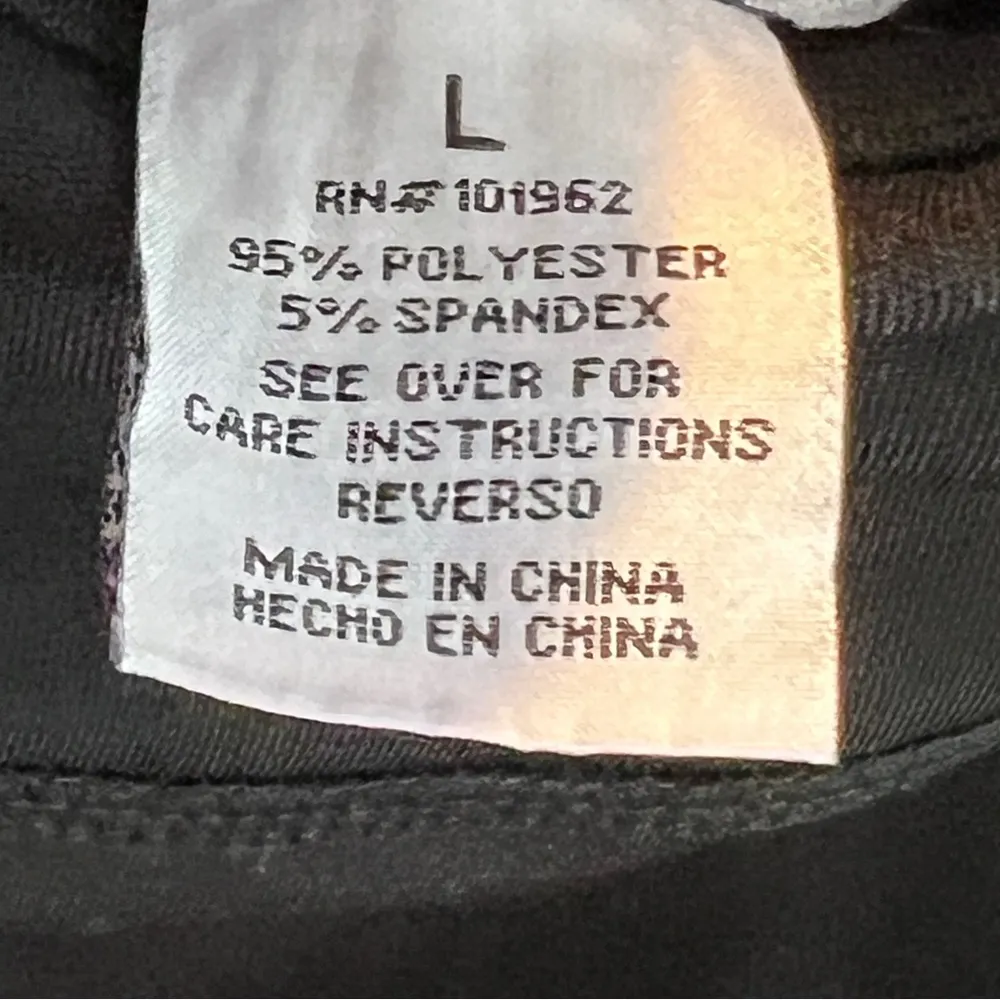 L
RN# 101962
95% POLYESTER
5% SPANDEX
SEE OVER FOR
CARE INSTRUCTIONS
REVERSO
MADE IN CHINA
HECHO EN CHINA